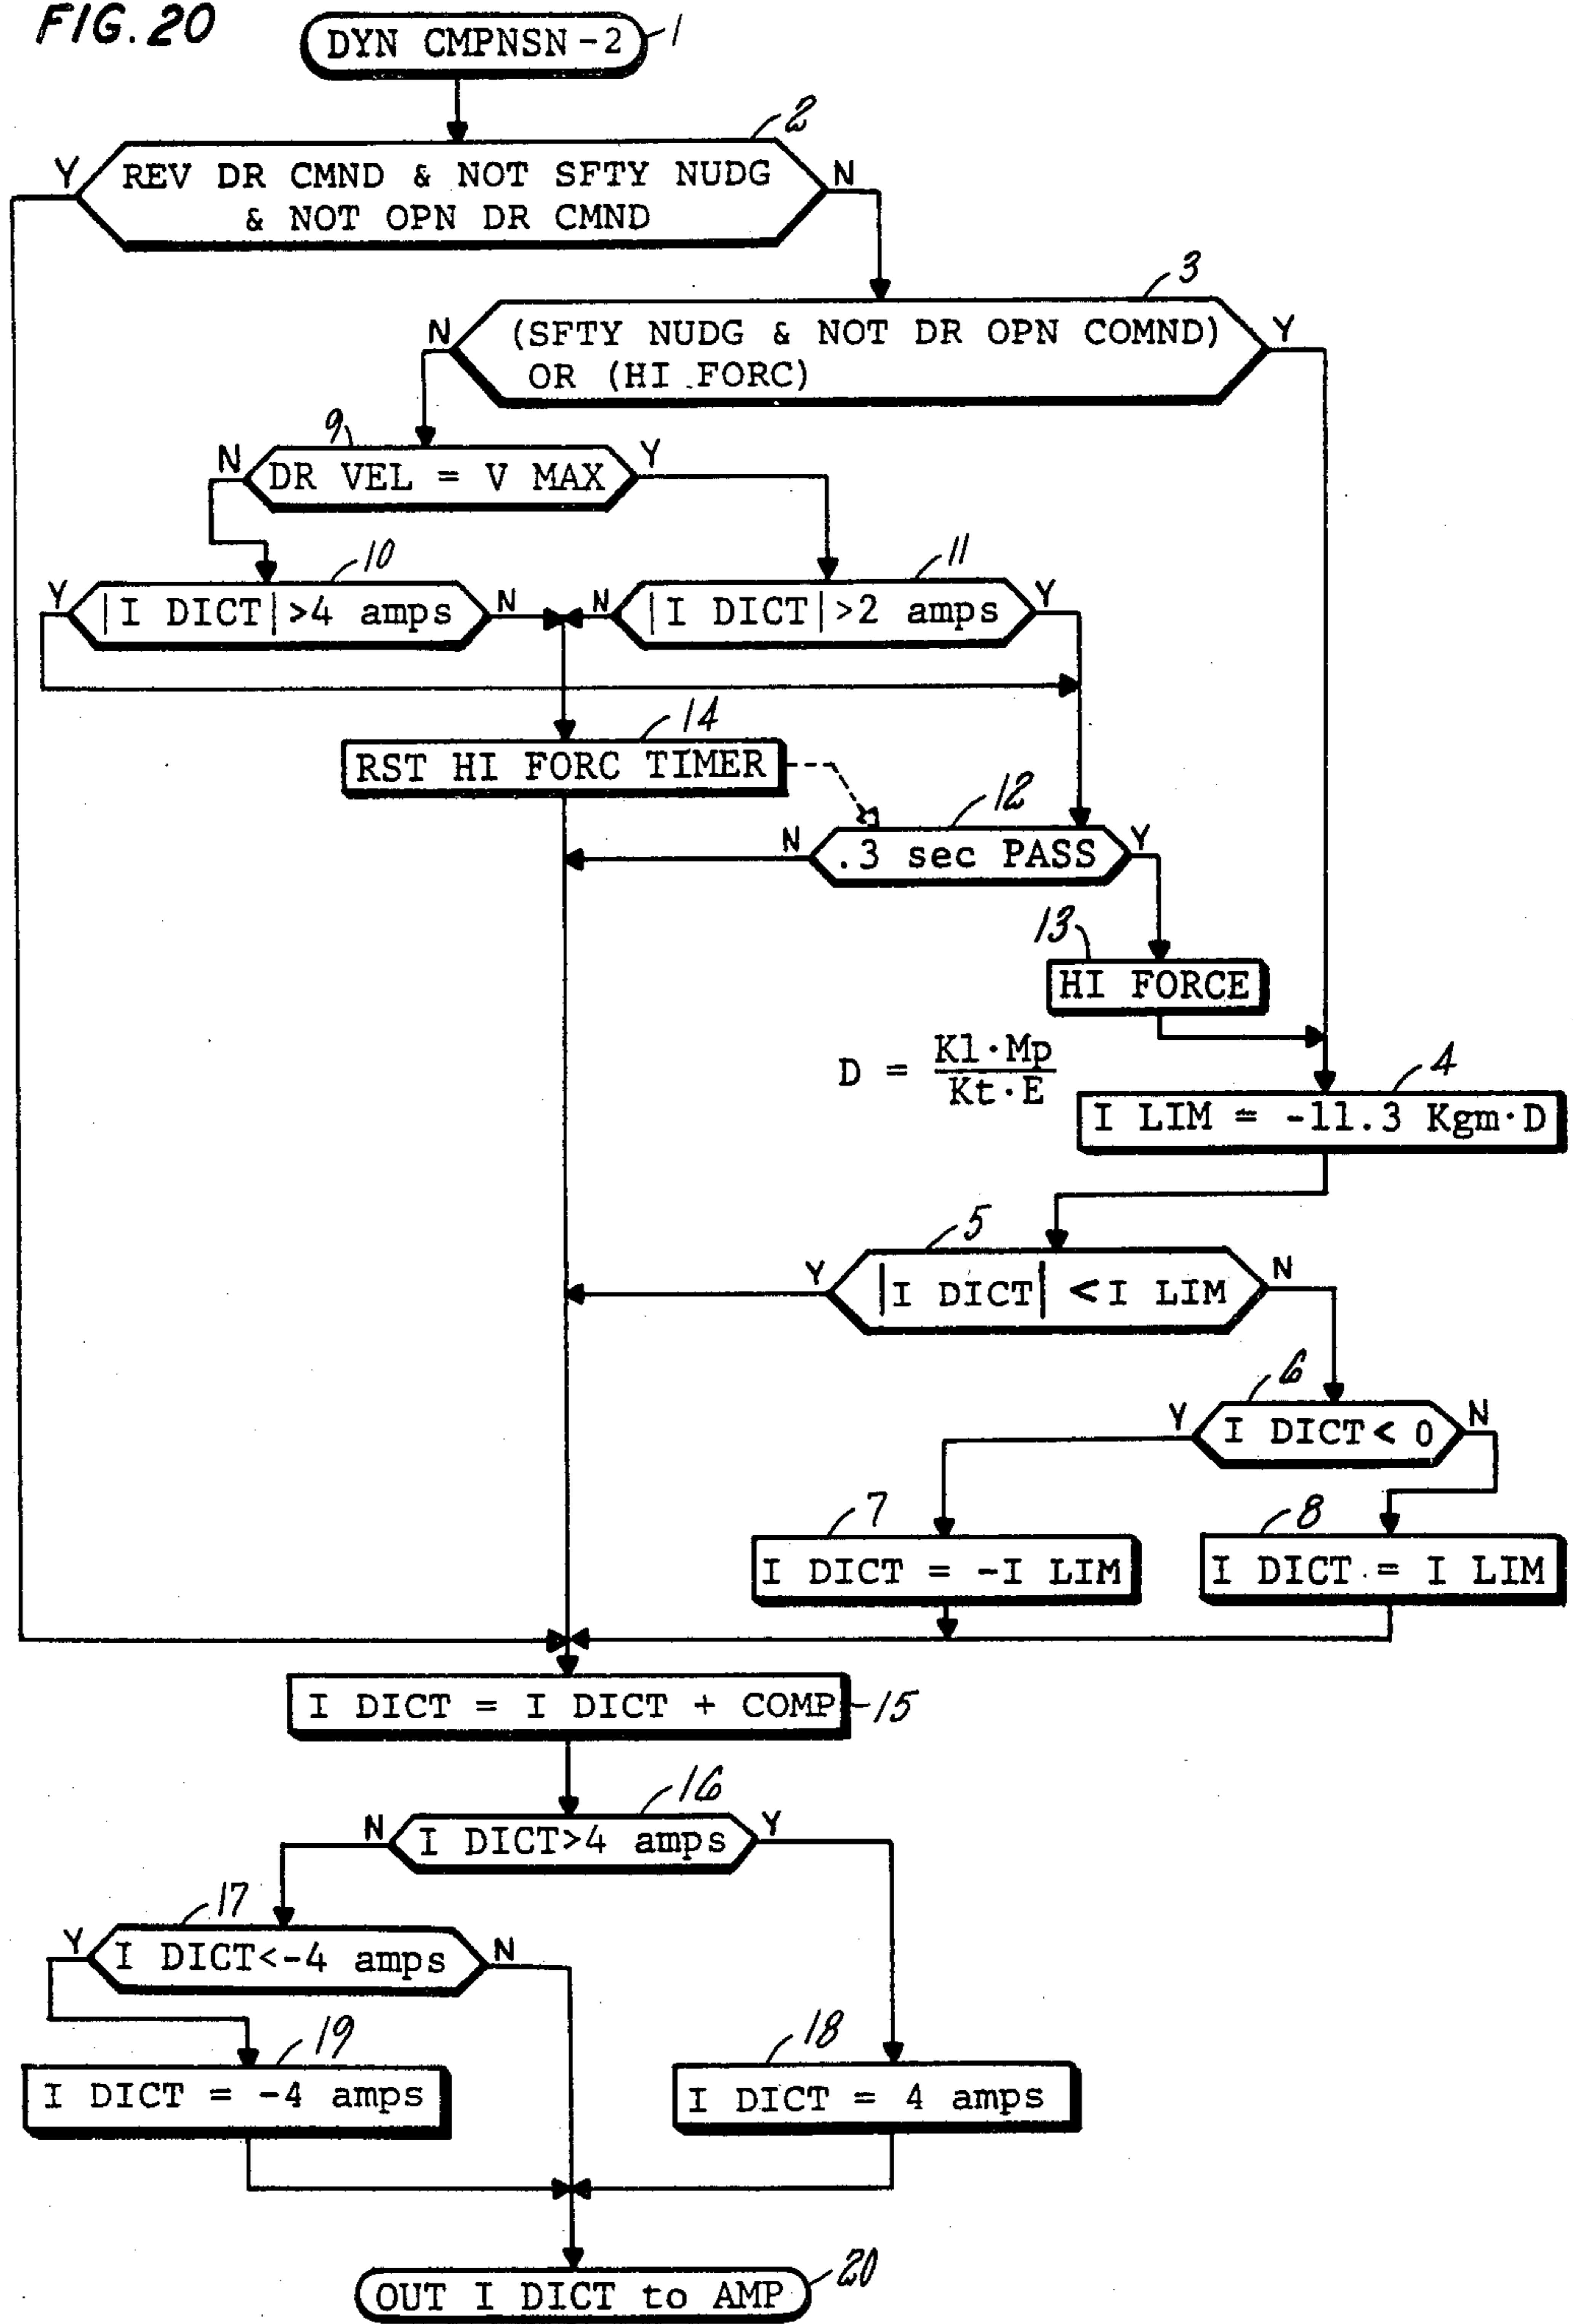 FIG. 20
DYN CMPNSN-2
1
2
Y
REV DR CMND & NOT SFTY NUDG
& NOT OPN DR CMND
N
3
N
(SFTY NUDG & NOT DR OPN COMND)
OR (HI FORC)
Y
9
N
DR VEL = V MAX
Y
10
11
Y
|I DICT|>4 amps
N
N
|I DICT|>2 amps
Y
14
RST HI FORC TIMER
12
N
.3 sec PASS
Y
13
HI FORCE
D = K1·Mp
Kt·E
4
I LIM = -11.3 Kgm·D
5
Y
|I DICT| <I LIM
N
6
Y
I DICT< 0
N
7
8
I DICT = -I LIM
I DICT = I LIM
I DICT = I DICT + COMP
15
16
N
I DICT>4 amps
Y
17
Y
I DICT<-4 amps
N
19
18
I DICT = -4 amps
I DICT = 4 amps
OUT I DICT to AMP
20